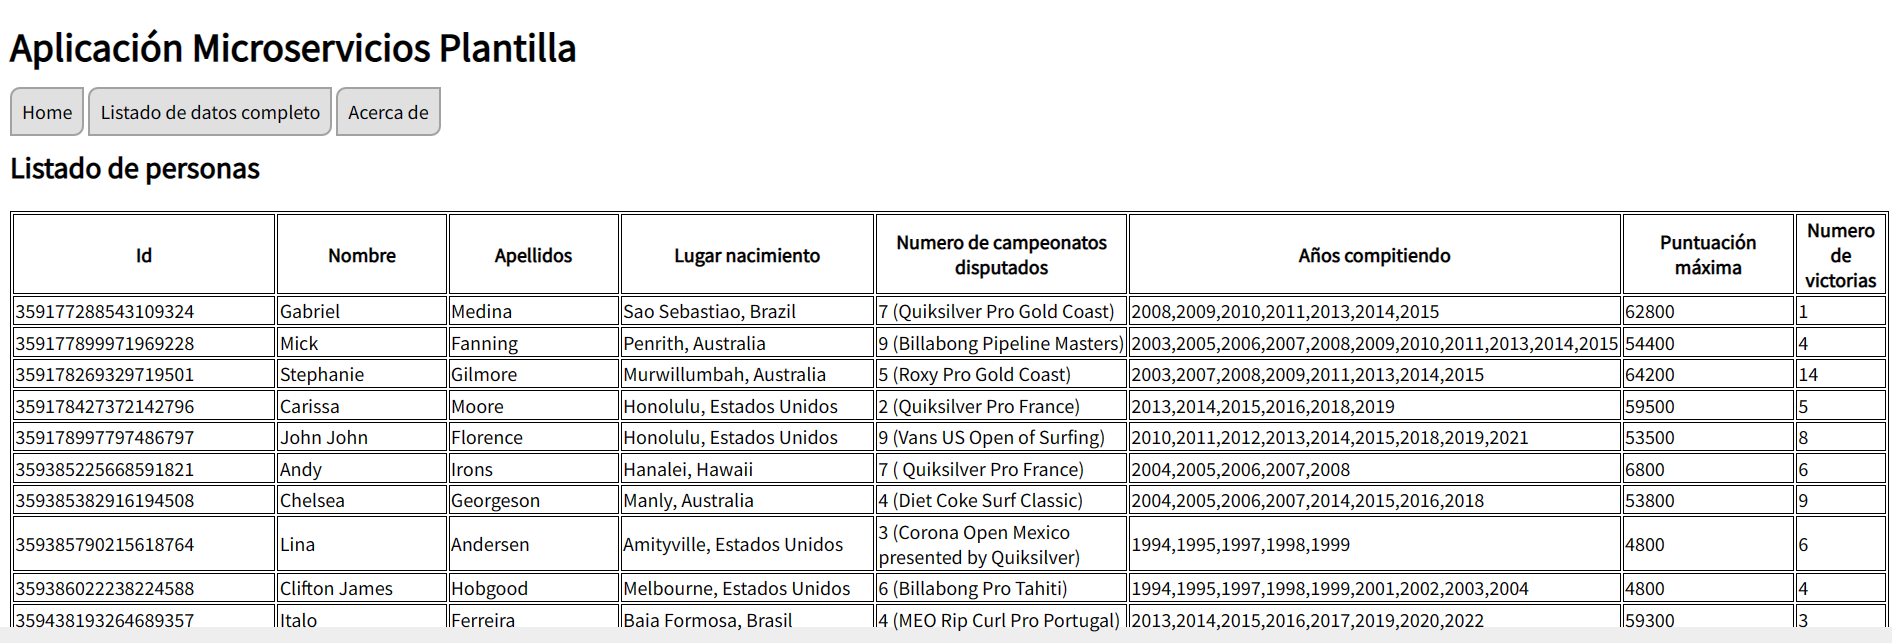 Aplicación Microservicios Plantilla
Home Listado de datos completo Acerca de
Listado de personas
Id Nombre Apellidos Lugar nacimiento Numero de campeonatos disputados Años compitiendo Puntuación máxima Numero de victorias
359177288543109324 Gabriel Medina Sao Sebastiao, Brazil 7 (Quiksilver Pro Gold Coast) 2008,2009,2010,2011,2013,2014,2015 62800 1
359177899971969228 Mick Fanning Penrith, Australia 9 (Billabong Pipeline Masters) 2003,2005,2006,2007,2008,2009,2010,2011,2013,2014,2015 54400 4
359178269329719501 Stephanie Gilmore Murwillumbah, Australia 5 (Roxy Pro Gold Coast) 2003,2007,2008,2009,2011,2013,2014,2015 64200 14
359178427372142796 Carissa Moore Honolulu, Estados Unidos 2 (Quiksilver Pro France) 2013,2014,2015,2016,2018,2019 59500 5
359178997797486797 John John Florence Honolulu, Estados Unidos 9 (Vans US Open of Surfing) 2010,2011,2012,2013,2014,2015,2018,2019,2021 53500 8
359385225668591821 Andy Irons Hanalei, Hawaii 7 ( Quiksilver Pro France) 2004,2005,2006,2007,2008 6800 6
359385382916194508 Chelsea Georgeson Manly, Australia 4 (Diet Coke Surf Classic) 2004,2005,2006,2007,2014,2015,2016,2018 53800 9
359385790215618764 Lina Andersen Amityville, Estados Unidos 3 (Corona Open Mexico presented by Quiksilver) 1994,1995,1997,1998,1999 4800 6
359386022238224588 Clifton James Hobgood Melbourne, Estados Unidos 6 (Billabong Pro Tahiti) 1994,1995,1997,1998,1999,2001,2002,2003,2004 4800 4
359438193264689357 Italo Ferreira Baia Formosa, Brasil 4 (MEO Rip Curl Pro Portugal) 2013,2014,2015,2016,2017,2019,2020,2022 59300 3